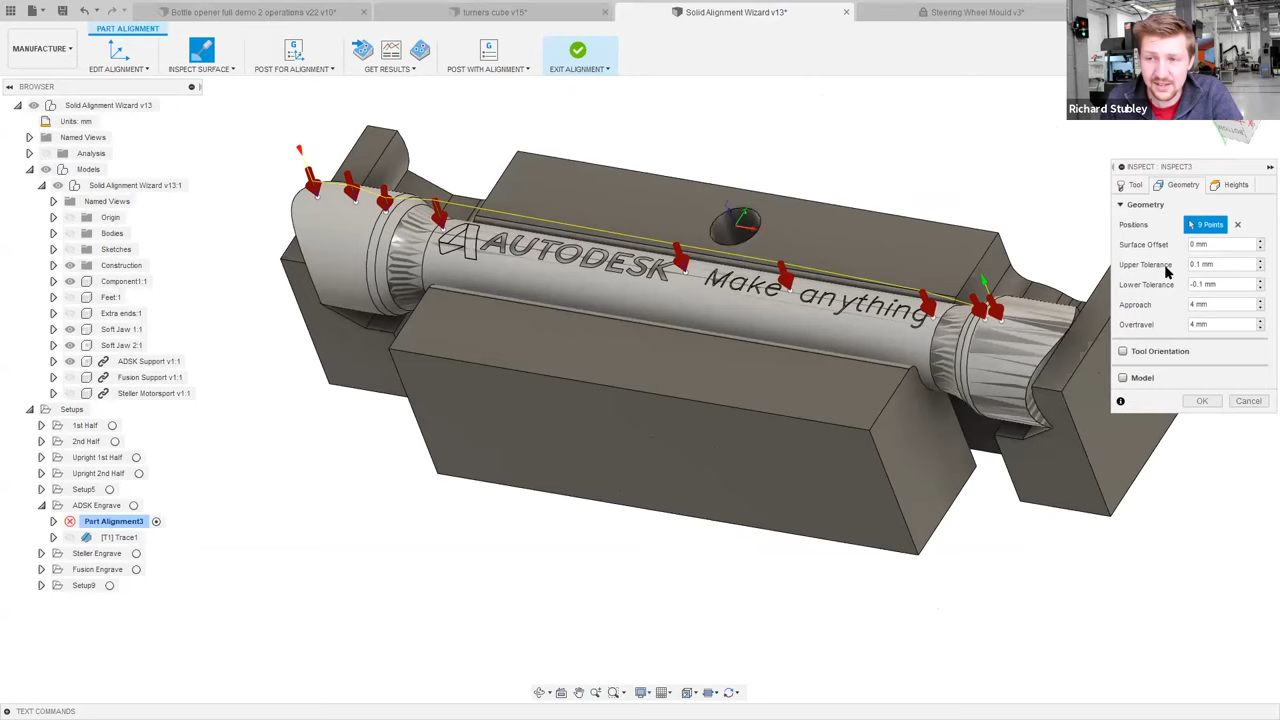 Bottle opener full demo 2 operations v22 v10*
turners cube v15*
Solid Alignment Wizard v13*
Steering Wheel Mould v3*
MANUFACTURE
PART ALIGNMENT
EDIT ALIGNMENT
INSPECT SURFACE
POST FOR ALIGNMENT
GET RESULTS
POST WITH ALIGNMENT
EXIT ALIGNMENT
Richard Stubley
BROWSER
Solid Alignment Wizard v13
Units: mm
Named Views
Analysis
Models
Solid Alignment Wizard v13:1
Named Views
Origin
Bodies
Sketches
Construction
Component1:1
Feet:1
Extra ends:1
Soft Jaw 1:1
Soft Jaw 2:1
ADSK Support v1:1
Fusion Support v1:1
Steller Motorsport v1:1
Setups
1st Half
2nd Half
Upright 1st Half
Upright 2nd Half
Setup5
ADSK Engrave
Part Alignment3
[T1] Trace1
Steller Engrave
Fusion Engrave
Setup9
AUTODESK
Make anything
INSPECT : INSPECT3
Tool
Geometry
Heights
Geometry
Positions 9 Points
Surface Offset 0 mm
Upper Tolerance 0.1 mm
Lower Tolerance -0.1 mm
Approach 4 mm
Overtravel 4 mm
Tool Orientation
Model
OK
Cancel
TEXT COMMANDS